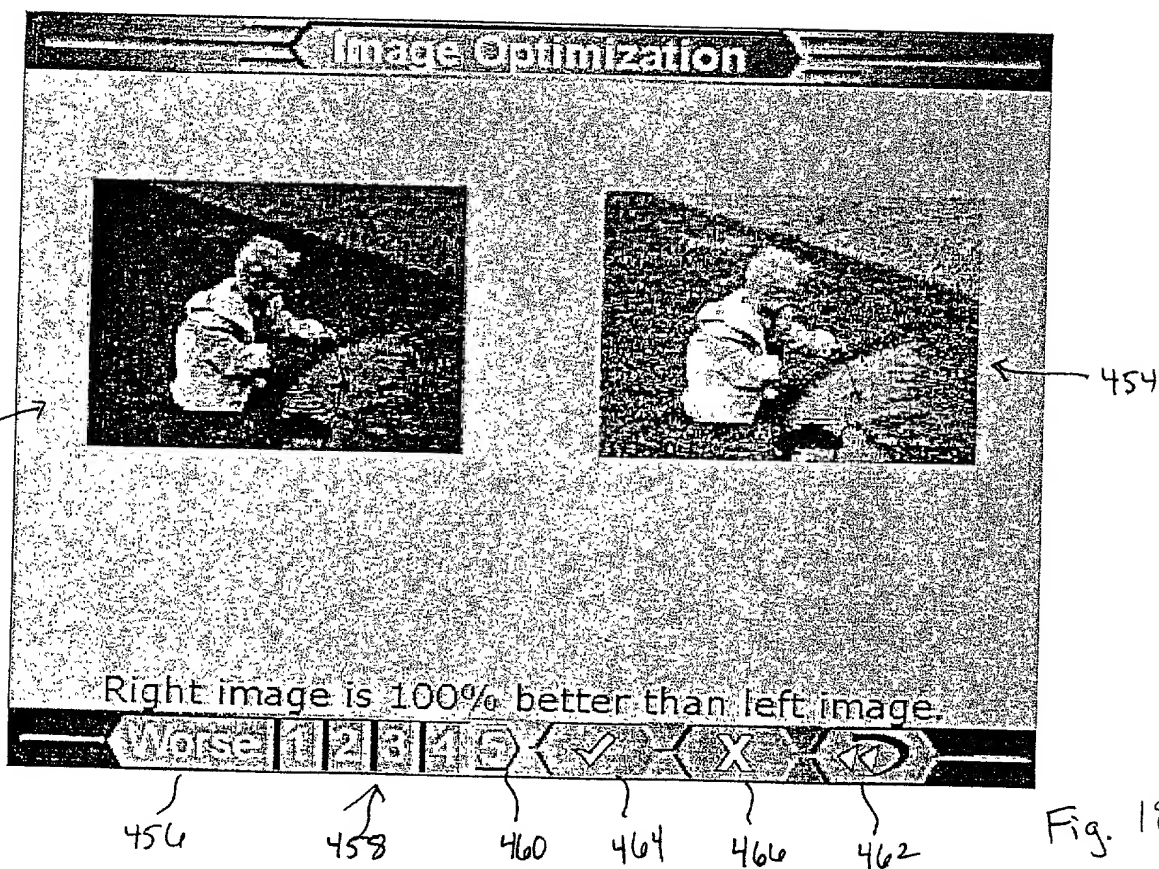 Image Optimization
454
Right image is 100% better than left image.
Worse 1 2 3 4 5 X
456 458 460 464 466 462
Fig.